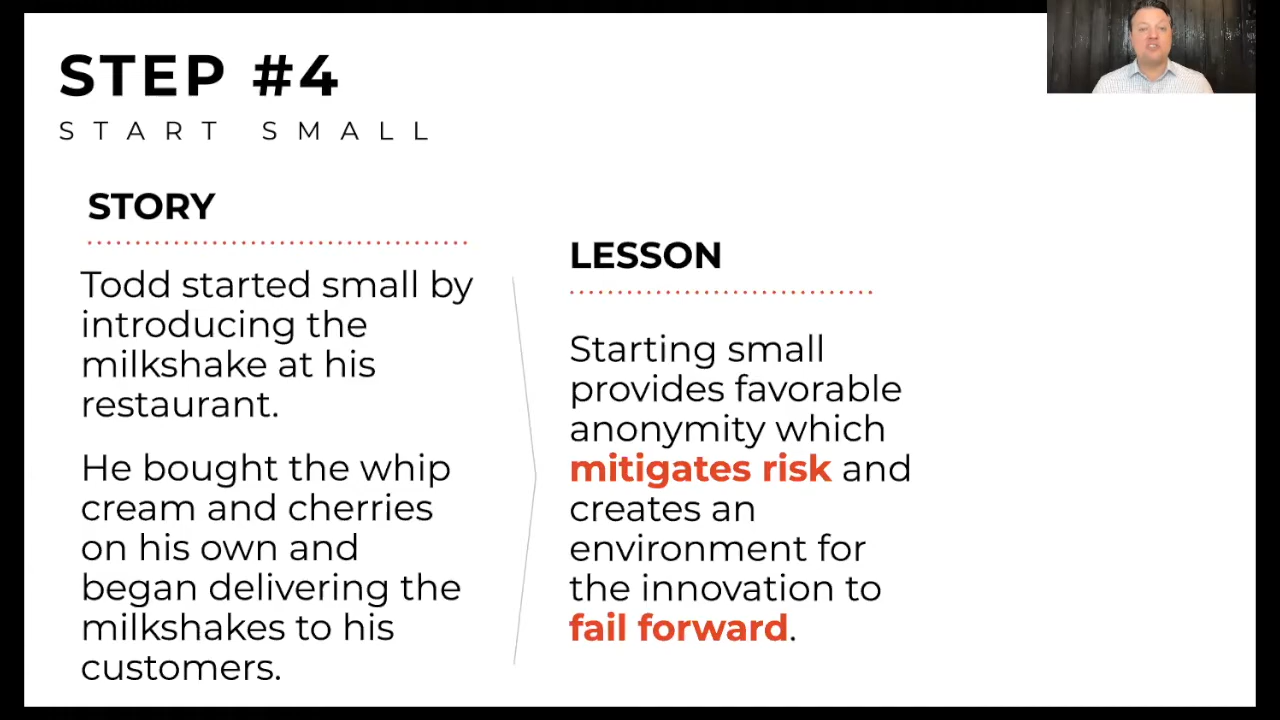 STEP #4
START SMALL
STORY
Todd started small by
introducing the
milkshake at his
restaurant.
He bought the whip
cream and cherries
on his own and
began delivering the
milkshakes to his
customers.
LESSON
Starting small
provides favorable
anonymity which
mitigates risk and
creates an
environment for
the innovation to
fail forward.